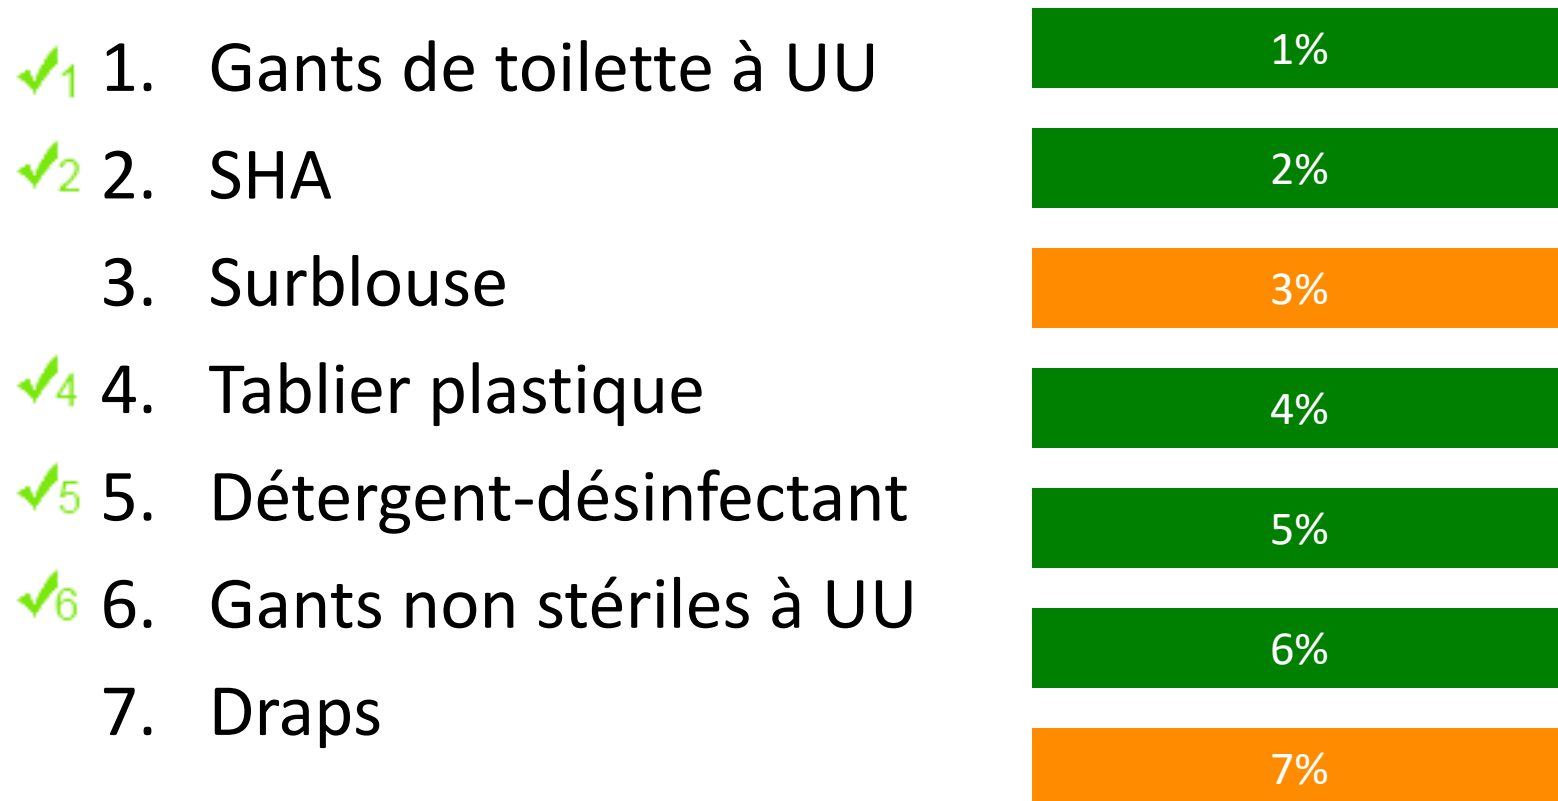 1 1. Gants de toilette à UU 1%
2 2. SHA 2%
3. Surblouse 3%
4 4. Tablier plastique 4%
5 5. Détergent-désinfectant 5%
6 6. Gants non stériles à UU 6%
7. Draps 7%